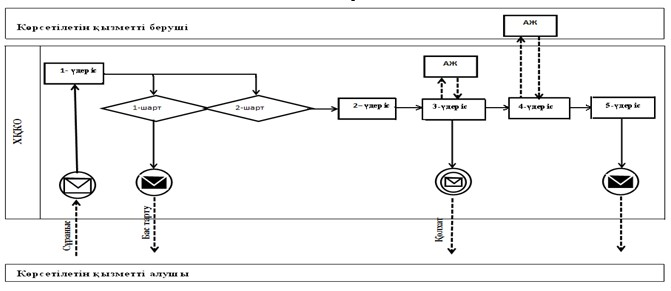 Көрсетілетін қызметті беруші
АЖ
ХҚКО
1- үдеріс
АЖ
1-шарт
2-шарт
2-үдеріс
3-үдеріс
4-үдеріс
5-үдеріс
Сұраныс
Бас тарту
Қолхат
Көрсетілетін қызметті алушы